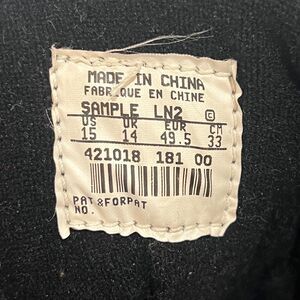 MADE IN CHINA
FABRIQUE EN CHINE
SAMPLE LN2 ©
US UK EUR CM
15 14 49.5 33
421018 181 00
PAT &FORPAT
NO.